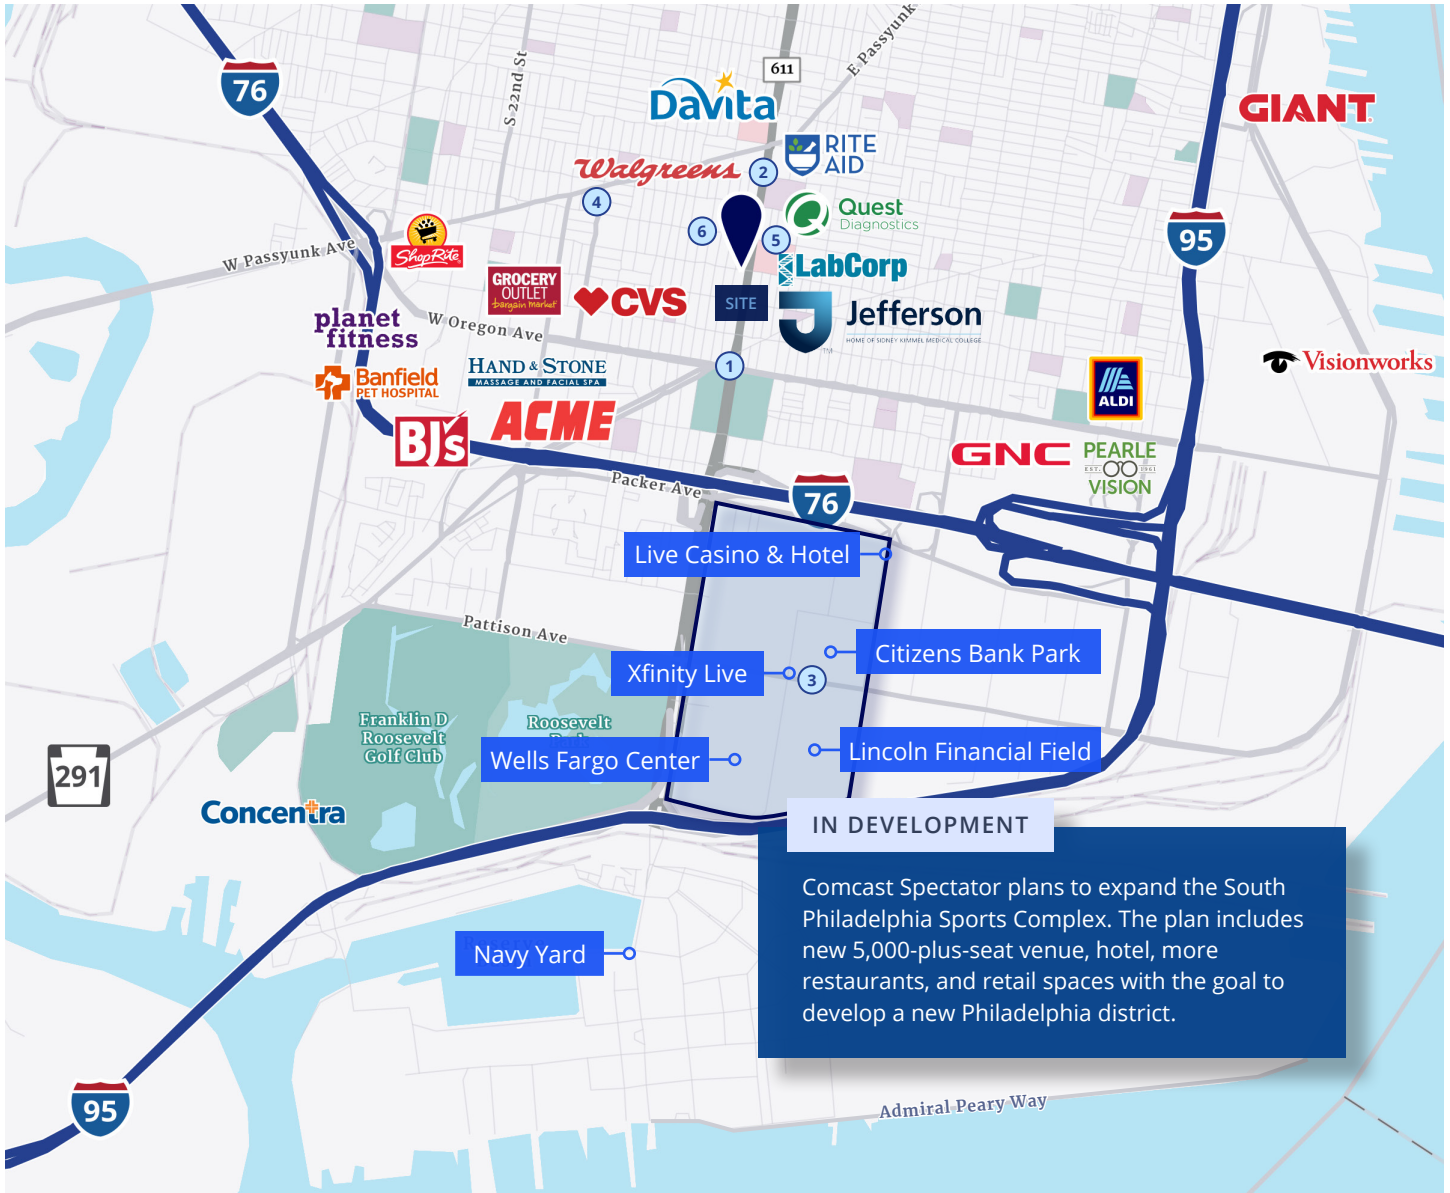 76
S 22nd St
611
E Passyunk
DaVita
GIANT
RITE
AID
Walgreens
2
4
Quest
Diagnostics
6
5
95
W Passyunk Ave
ShopRite
LabCorp
GROCERY
OUTLET
bargain market
CVS
SITE
Jefferson
HOME OF SIDNEY KIMMEL MEDICAL COLLEGE
planet
fitness
W Oregon Ave
1
HAND & STONE
MASSAGE AND FACIAL SPA
Banfield
PET HOSPITAL
Visionworks
ALDI
BJ's
ACME
GNC
PEARLE
EST. 1961
VISION
Packer Ave
76
Live Casino & Hotel
Pattison Ave
Citizens Bank Park
Xfinity Live
3
Franklin D
Roosevelt
Golf Club
Roosevelt
Wells Fargo Center
Lincoln Financial Field
291
Concentra
IN DEVELOPMENT
Comcast Spectator plans to expand the South
Philadelphia Sports Complex. The plan includes
new 5,000-plus-seat venue, hotel, more
restaurants, and retail spaces with the goal to
develop a new Philadelphia district.
Navy Yard
95
Admiral Peary Way